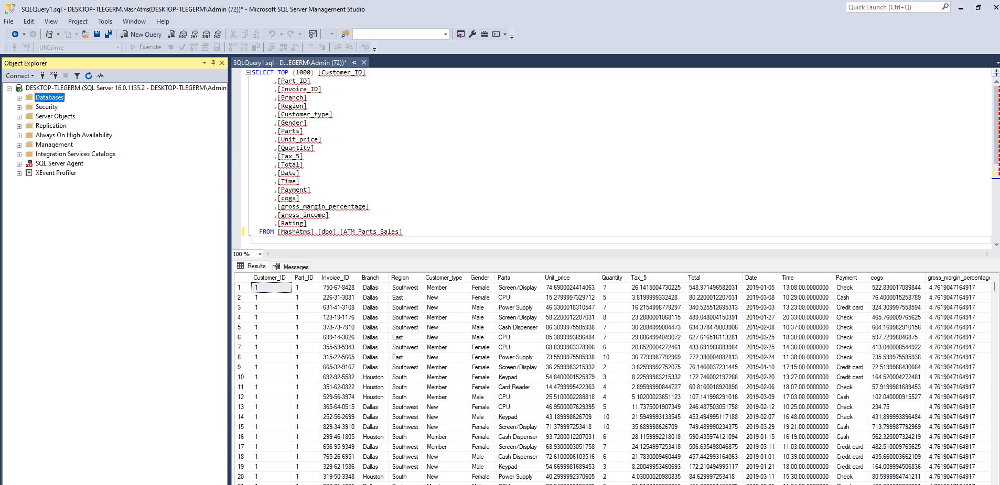 SQLQuery1.sql - DESKTOP-TLEGERM.MashAtms(DESKTOP-TLEGERM\Admin (72))* - Microsoft SQL Server Management Studio
Quick Launch (Ctrl+Q)
File Edit View Project Tools Window Help
New Query MDX DMX XMLA DAX
UKCrime Execute
Object Explorer
Connect
DESKTOP-TLEGERM (SQL Server 16.0.1135.2 - DESKTOP-TLEGERM\Admin
Databases
Security
Server Objects
Replication
Always On High Availability
Management
Integration Services Catalogs
SQL Server Agent
XEvent Profiler
SQLQuery1.sql - D...EGERM\Admin (72))*
SELECT TOP (1000) [Customer_ID]
,[Part_ID]
,[Invoice_ID]
,[Branch]
,[Region]
,[Customer_type]
,[Gender]
,[Parts]
,[Unit_price]
,[Quantity]
,[Tax_5]
,[Total]
,[Date]
,[Time]
,[Payment]
,[cogs]
,[gross_margin_percentage]
,[gross_income]
,[Rating]
FROM [MashAtms].[dbo].[ATM_Parts_Sales]
100 %
Results Messages
Customer_ID Part_ID Invoice_ID Branch Region Customer_type Gender Parts Unit_price Quantity Tax_5 Total Date Time Payment cogs gross_margin_percentage
1 1 1 750-67-8428 Dallas Southwest Member Female Screen/Display 74.6900024414063 7 26.1415004730225 548.971496582031 2019-01-05 13:08:00.0000000 Check 522.830017089844 4.7619047164917
2 1 1 226-31-3081 Dallas East New Female CPU 15.2799997329712 5 3.8199999332428 80.2200012207031 2019-03-08 10:29:00.0000000 Cash 76.4000015258789 4.7619047164917
3 1 1 631-41-3108 Dallas Southwest New Male Power Supply 46.3300018310547 7 16.2154998779297 340.525512695313 2019-03-03 13:23:00.0000000 Credit card 324.309997558594 4.7619047164917
4 1 1 123-19-1176 Dallas Southwest Member Male Screen/Display 58.2200012207031 8 23.2880001068115 489.048004150391 2019-01-27 20:33:00.0000000 Check 465.760009765625 4.7619047164917
5 1 1 373-73-7910 Dallas Southwest New Male Cash Dispenser 86.3099975585938 7 30.2084999084473 634.378479003906 2019-02-08 10:37:00.0000000 Check 604.169982910156 4.7619047164917
6 1 1 699-14-3026 Dallas East New Male CPU 85.3899993896484 7 29.8864994049072 627.616516113281 2019-03-25 18:30:00.0000000 Check 597.72998046875 4.7619047164917
7 1 1 355-53-5943 Dallas Southwest Member Female CPU 68.8399963378906 6 20.6520004272461 433.691986083984 2019-02-25 14:36:00.0000000 Check 413.040008544922 4.7619047164917
8 1 1 315-22-5665 Dallas East New Female Power Supply 73.5599975585938 10 36.7799987792969 772.380004882813 2019-02-24 11:38:00.0000000 Check 735.599975585938 4.7619047164917
9 1 1 665-32-9167 Dallas Southwest Member Female Screen/Display 36.2599983215332 2 3.62599992752075 76.1460037231445 2019-01-10 17:15:00.0000000 Credit card 72.5199966430664 4.7619047164917
10 1 1 692-92-5582 Houston South Member Female Keypad 54.8400001525879 3 8.22599983215332 172.746002197266 2019-02-20 13:27:00.0000000 Credit card 164.520004272461 4.7619047164917
11 1 1 351-62-0822 Houston South Member Female Card Reader 14.4799995422363 4 2.89599990844727 60.8160018920898 2019-02-06 18:07:00.0000000 Check 57.9199981689453 4.7619047164917
12 1 1 529-56-3974 Houston South Member Male CPU 25.5100002288818 4 5.10200023651123 107.141998291016 2019-03-09 17:03:00.0000000 Cash 102.040000915527 4.7619047164917
13 1 1 365-64-0515 Dallas Southwest New Female CPU 46.9500007629395 5 11.7375001907349 246.487503051758 2019-02-12 10:25:00.0000000 Check 234.75 4.7619047164917
14 1 1 252-56-2699 Dallas Southwest New Male Keypad 43.189998626709 10 21.5949993133545 453.494995117188 2019-02-07 16:48:00.0000000 Check 431.899993896484 4.7619047164917
15 1 1 829-34-3910 Dallas Southwest New Female Screen/Display 71.379997253418 10 35.689998626709 749.489990234375 2019-03-29 19:21:00.0000000 Cash 713.799987792969 4.7619047164917
16 1 1 299-46-1805 Houston South Member Female Cash Dispenser 93.7200012207031 6 28.1159992218018 590.435974121094 2019-01-15 16:19:00.0000000 Cash 562.320007324219 4.7619047164917
17 1 1 656-95-9349 Dallas Southwest Member Female Screen/Display 68.9300003051758 7 24.1254997253418 506.635498046875 2019-03-11 11:03:00.0000000 Credit card 482.510009765625 4.7619047164917
18 1 1 765-26-6951 Dallas Southwest New Male Cash Dispenser 72.6100006103516 6 21.7830009460449 457.442993164063 2019-01-01 10:39:00.0000000 Credit card 435.660003662109 4.7619047164917
19 1 1 329-62-1586 Dallas Southwest New Male Keypad 54.6699981689453 3 8.20049953460693 172.210494995117 2019-01-21 18:00:00.0000000 Credit card 164.009994506836 4.7619047164917
20 1 1 319-50-3348 Houston South New Female Power Supply 40.2999992370605 2 4.03000020980835 84.629997253418 2019-03-11 15:30:00.0000000 Check 80.5999984741211 4.7619047164917